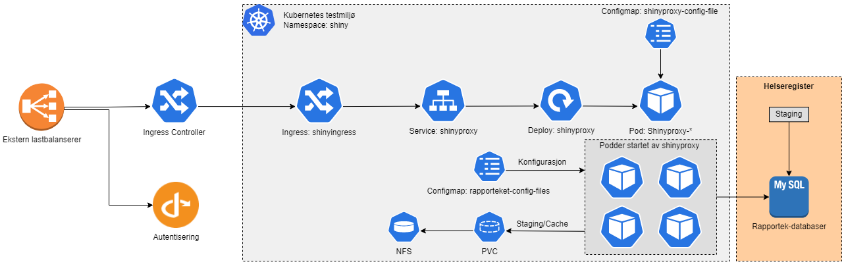 Kubernetes testmiljø
Namespace: shiny
Configmap: shinyproxy-config-file
Ekstern lastbalanserer
Ingress Controller
Ingress: shinyingress
Service: shinyproxy
Deploy: shinyproxy
Pod: Shinyproxy-*
Helseregister
Staging
My SQL
Rapportek-databaser
Podder startet av shinyproxy
Konfigurasjon
Configmap: rapporteket-config-files
Staging/Cache
NFS
PVC
Autentisering